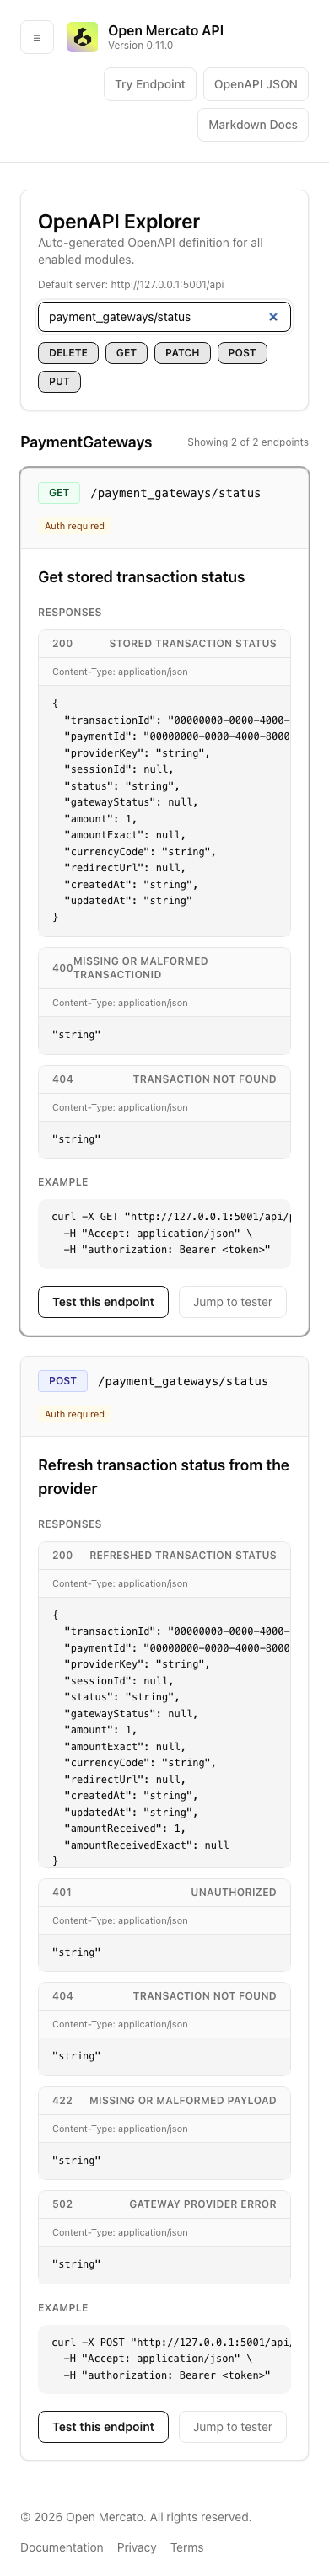 ≡
Open Mercato API
Version 0.11.0
Try Endpoint
OpenAPI JSON
Markdown Docs
OpenAPI Explorer
Auto-generated OpenAPI definition for all
enabled modules.
Default server: http://127.0.0.1:5001/api
payment_gateways/status
✕
DELETE
GET
PATCH
POST
PUT
PaymentGateways
Showing 2 of 2 endpoints
GET
/payment_gateways/status
Auth required
Get stored transaction status
RESPONSES
200
STORED TRANSACTION STATUS
Content-Type: application/json
{
  "transactionId": "00000000-0000-4000-
  "paymentId": "00000000-0000-4000-8000
  "providerKey": "string",
  "sessionId": null,
  "status": "string",
  "gatewayStatus": null,
  "amount": 1,
  "amountExact": null,
  "currencyCode": "string",
  "redirectUrl": null,
  "createdAt": "string",
  "updatedAt": "string"
}
400
MISSING OR MALFORMED
TRANSACTIONID
Content-Type: application/json
"string"
404
TRANSACTION NOT FOUND
Content-Type: application/json
"string"
EXAMPLE
curl -X GET "http://127.0.0.1:5001/api/p
  -H "Accept: application/json" \
  -H "authorization: Bearer <token>"
Test this endpoint
Jump to tester
POST
/payment_gateways/status
Auth required
Refresh transaction status from the
provider
RESPONSES
200
REFRESHED TRANSACTION STATUS
Content-Type: application/json
{
  "transactionId": "00000000-0000-4000-
  "paymentId": "00000000-0000-4000-8000
  "providerKey": "string",
  "sessionId": null,
  "status": "string",
  "gatewayStatus": null,
  "amount": 1,
  "amountExact": null,
  "currencyCode": "string",
  "redirectUrl": null,
  "createdAt": "string",
  "updatedAt": "string",
  "amountReceived": 1,
  "amountReceivedExact": null
}
401
UNAUTHORIZED
Content-Type: application/json
"string"
404
TRANSACTION NOT FOUND
Content-Type: application/json
"string"
422
MISSING OR MALFORMED PAYLOAD
Content-Type: application/json
"string"
502
GATEWAY PROVIDER ERROR
Content-Type: application/json
"string"
EXAMPLE
curl -X POST "http://127.0.0.1:5001/api/
  -H "Accept: application/json" \
  -H "authorization: Bearer <token>"
Test this endpoint
Jump to tester
© 2026 Open Mercato. All rights reserved.
Documentation
Privacy
Terms